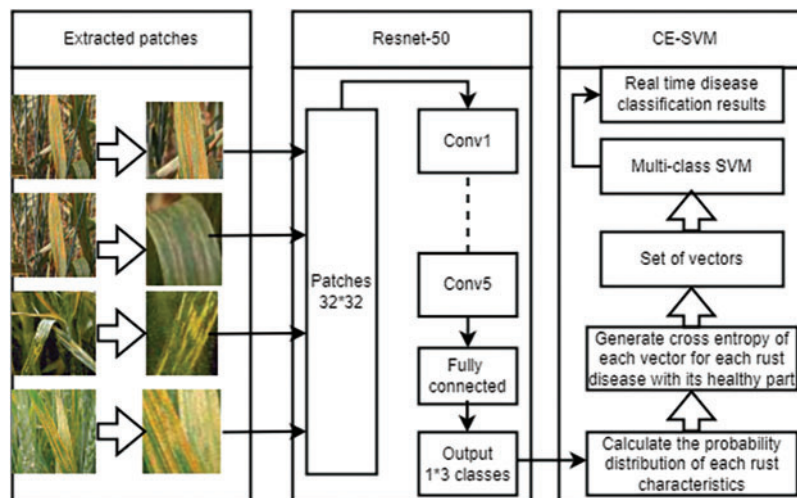 Extracted patches
Resnet-50
CE-SVM
Patches
32*32
Conv1
Conv5
Fully
connected
Output
1*3 classes
Real time disease
classification results
Multi-class SVM
Set of vectors
Generate cross entropy of
each vector for each rust
disease with its healthy part
Calculate the probability
distribution of each rust
characteristics